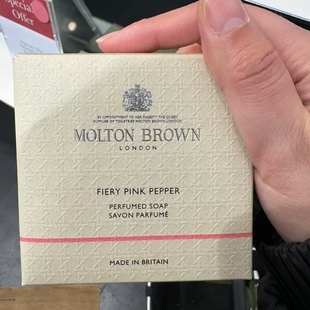 Special
Offer
BY APPOINTMENT TO HER MAJESTY THE QUEEN
SUPPLIER OF TOILETRIES MOLTON BROWN LONDON
MOLTON BROWN
LONDON
FIERY PINK PEPPER
PERFUMED SOAP
SAVON PARFUMÉ
MADE IN BRITAIN